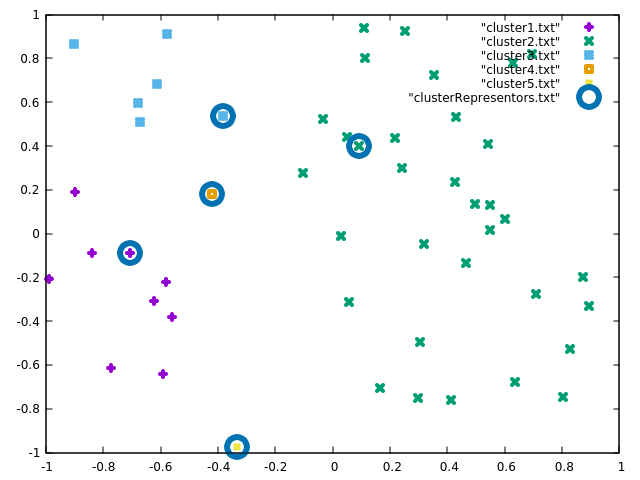 1
0.8
0.6
0.4
0.2
0
-0.2
-0.4
-0.6
-0.8
-1
-1 -0.8 -0.6 -0.4 -0.2 0 0.2 0.4 0.6 0.8 1
"cluster1.txt"
"cluster2.txt"
"cluster3.txt"
"cluster4.txt"
"cluster5.txt"
"clusterRepresentors.txt"